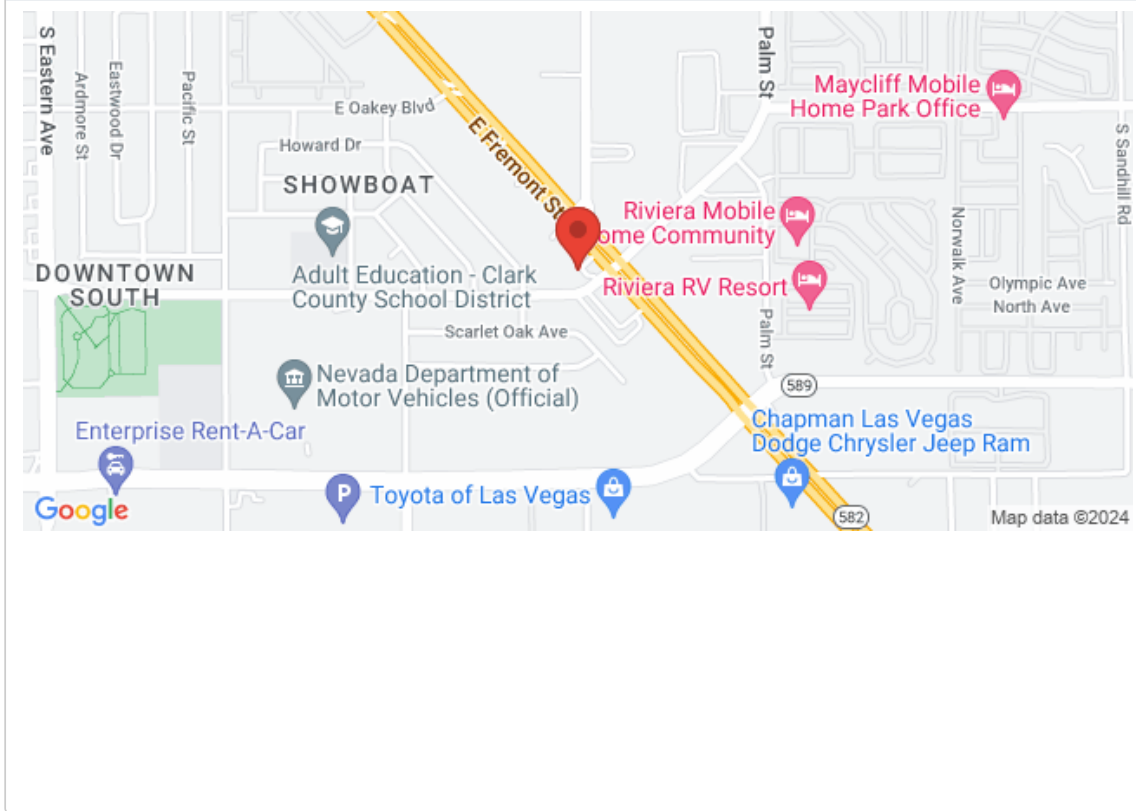 S Eastern Ave
Ardmore St
Eastwood Dr
Pacific St
E Oakey Blvd
E Fremont St
Howard Dr
SHOWBOAT
Palm St
Maycliff Mobile
Home Park Office
S Sandhill Rd
Adult Education - Clark
County School District
DOWNTOWN
SOUTH
Riviera Mobile
ome Community
Riviera RV Resort
Palm St
Norwalk Ave
Olympic Ave
North Ave
Scarlet Oak Ave
Nevada Department of
Motor Vehicles (Official)
589
Chapman Las Vegas
Dodge Chrysler Jeep Ram
Enterprise Rent-A-Car
P
Toyota of Las Vegas
582
Google
Map data ©2024